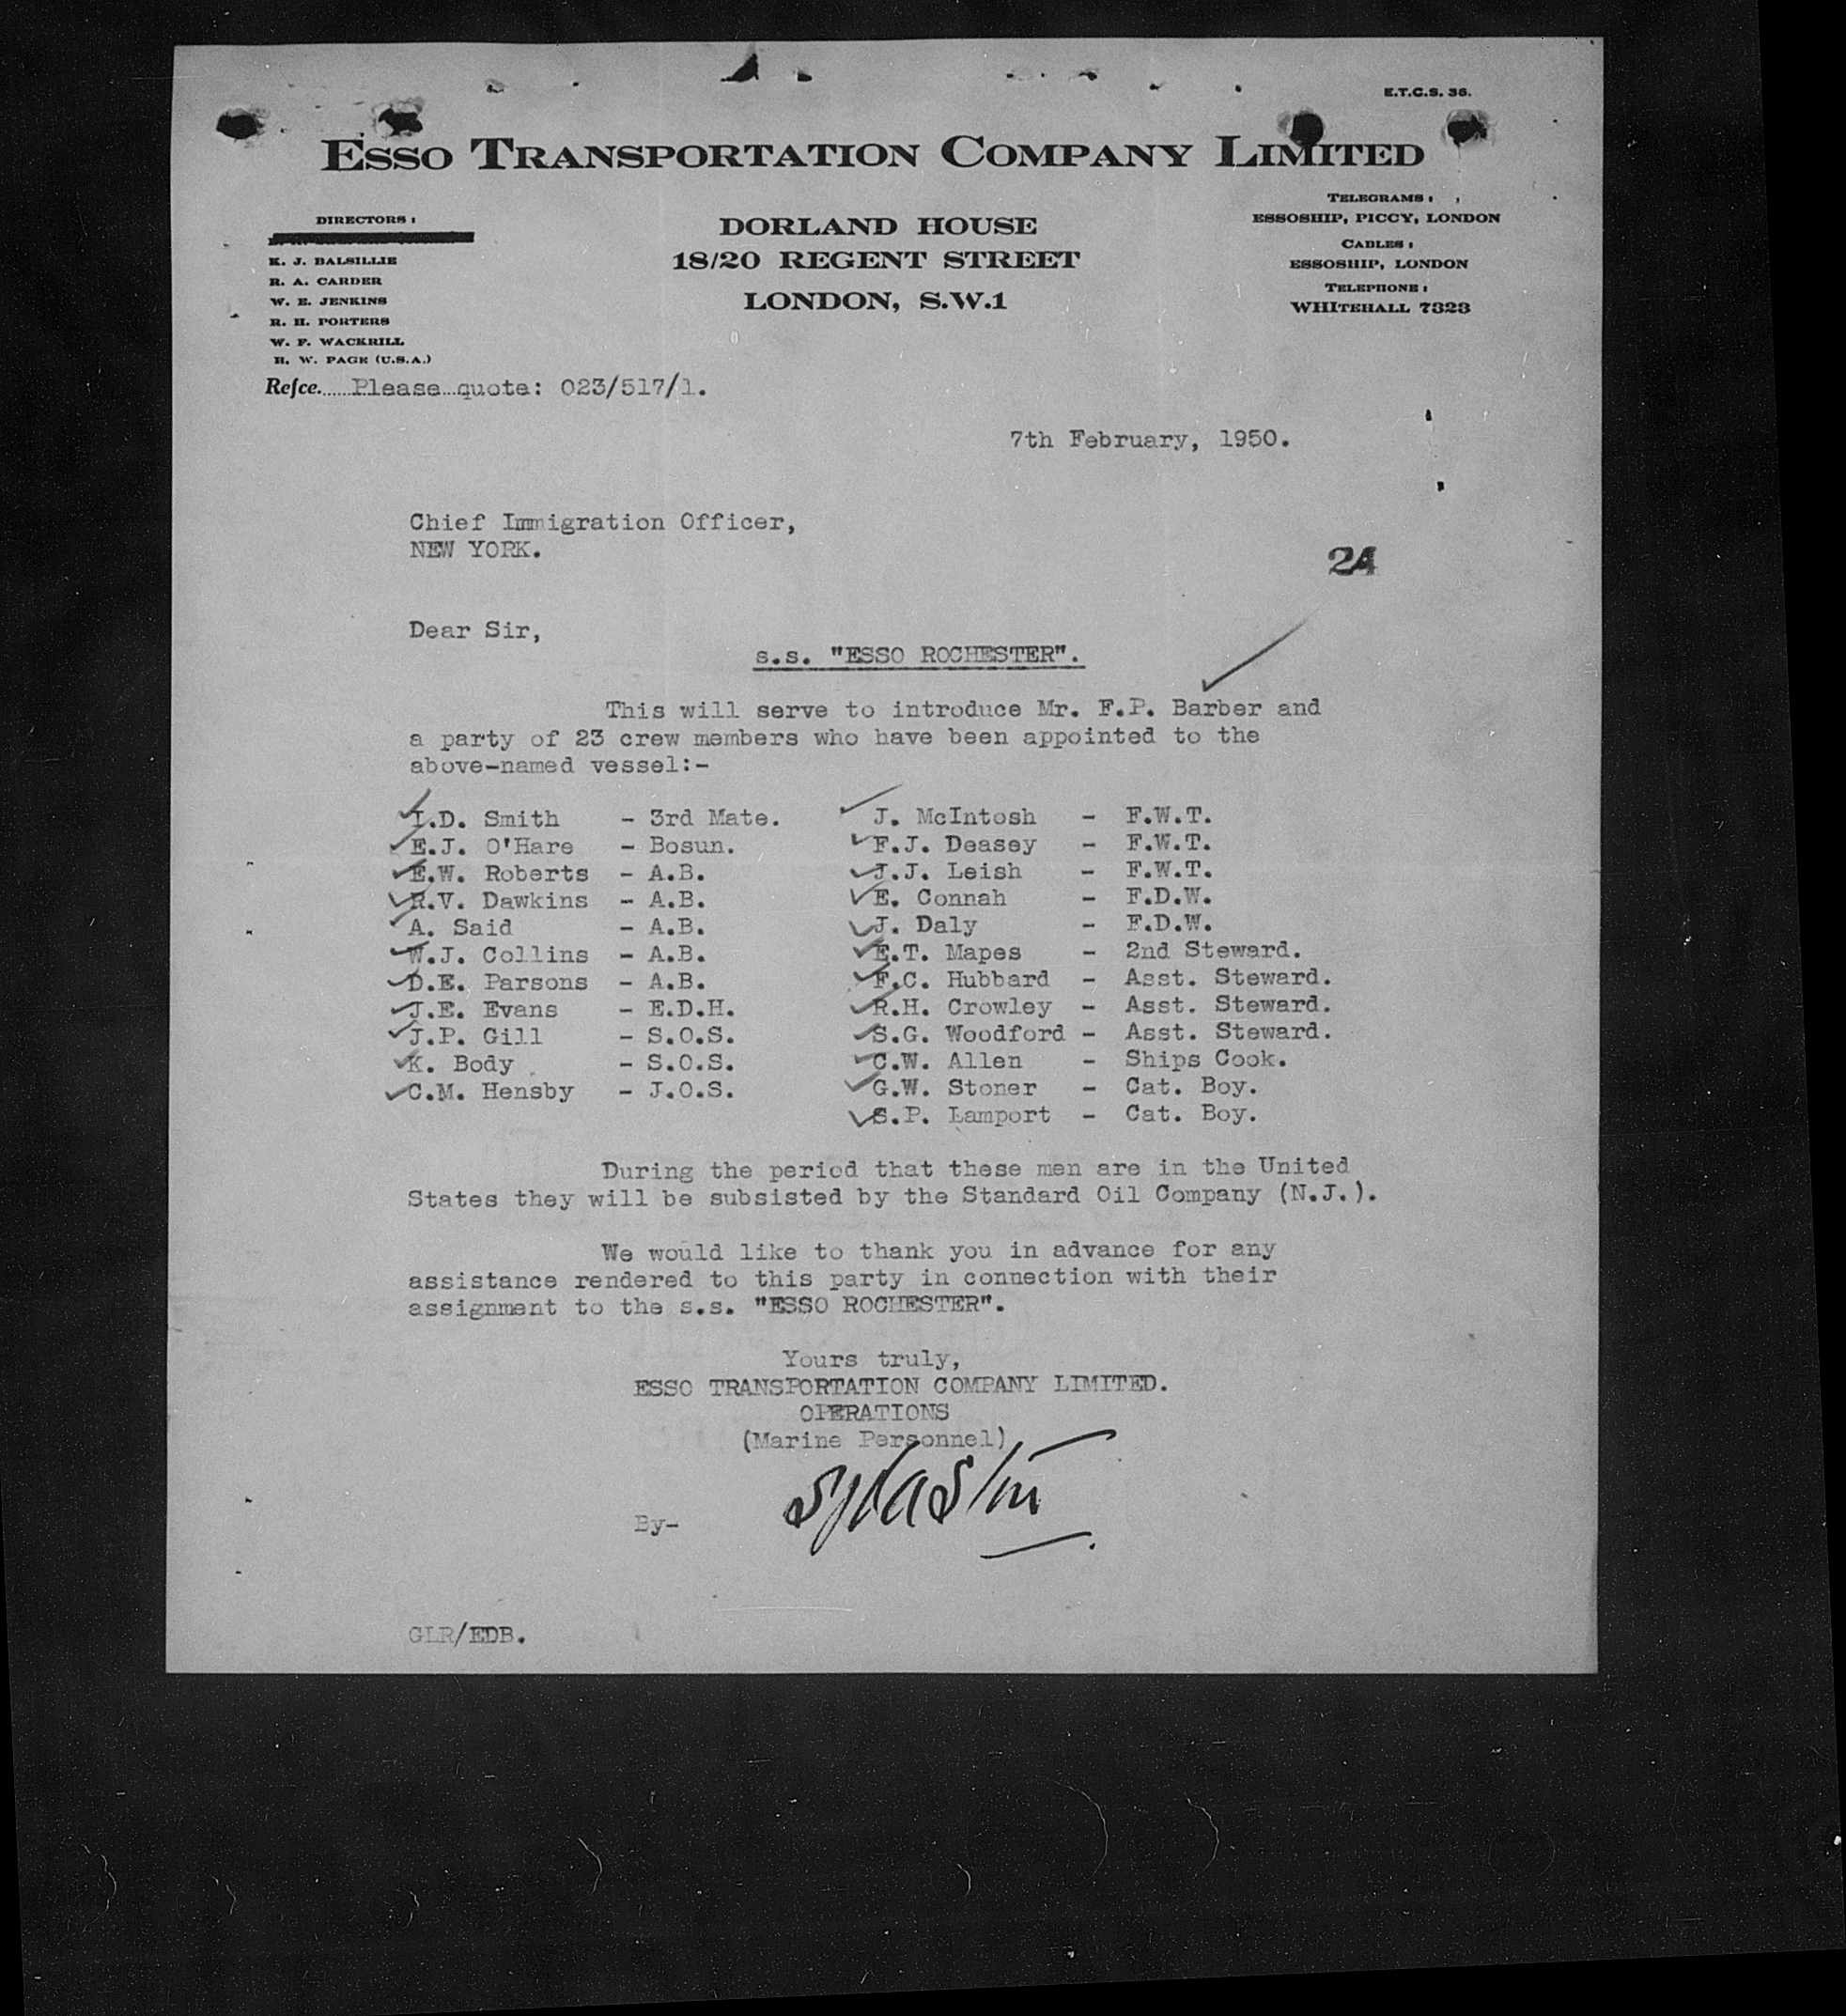 E.T.C.S. 36.
ESSO TRANSPORTATION COMPANY LIMITED
DIRECTORS :
K. J. BALSILLIE
R. A. CARDER
W. E. JENKINS
R. H. PORTERS
W. F. WACKRILL
H. W. PAGE (U.S.A.)
DORLAND HOUSE
18/20 REGENT STREET
LONDON, S.W.1
TELEGRAMS :
ESSOSHIP, PICCY, LONDON
CABLES :
ESSOSHIP, LONDON
TELEPHONE :
WHITEHALL 7323
Refce. Please quote: 023/517/1.
7th February, 1950.
Chief Immigration Officer,
NEW YORK.
24
Dear Sir,
s.s. "ESSO ROCHESTER".
This will serve to introduce Mr. F.P. Barber and
a party of 23 crew members who have been appointed to the
above-named vessel:-
I.D. Smith - 3rd Mate.
E.J. O'Hare - Bosun.
E.W. Roberts - A.B.
R.V. Dawkins - A.B.
A. Said - A.B.
W.J. Collins - A.B.
D.E. Parsons - A.B.
J.E. Evans - E.D.H.
J.P. Gill - S.O.S.
K. Body - S.O.S.
C.M. Hensby - J.O.S.
J. McIntosh - F.W.T.
F.J. Deasey - F.W.T.
J.J. Leish - F.W.T.
E. Connah - F.D.W.
J. Daly - F.D.W.
E.T. Mapes - 2nd Steward.
F.C. Hubbard - Asst. Steward.
R.H. Crowley - Asst. Steward.
S.G. Woodford - Asst. Steward.
C.W. Allen - Ships Cook.
G.W. Stoner - Cat. Boy.
S.P. Lamport - Cat. Boy.
During the period that these men are in the United
States they will be subsisted by the Standard Oil Company (N.J.).
We would like to thank you in advance for any
assistance rendered to this party in connection with their
assignment to the s.s. "ESSO ROCHESTER".
Yours truly,
ESSO TRANSPORTATION COMPANY LIMITED.
OPERATIONS
(Marine Personnel)
By-
GLR/EDB.